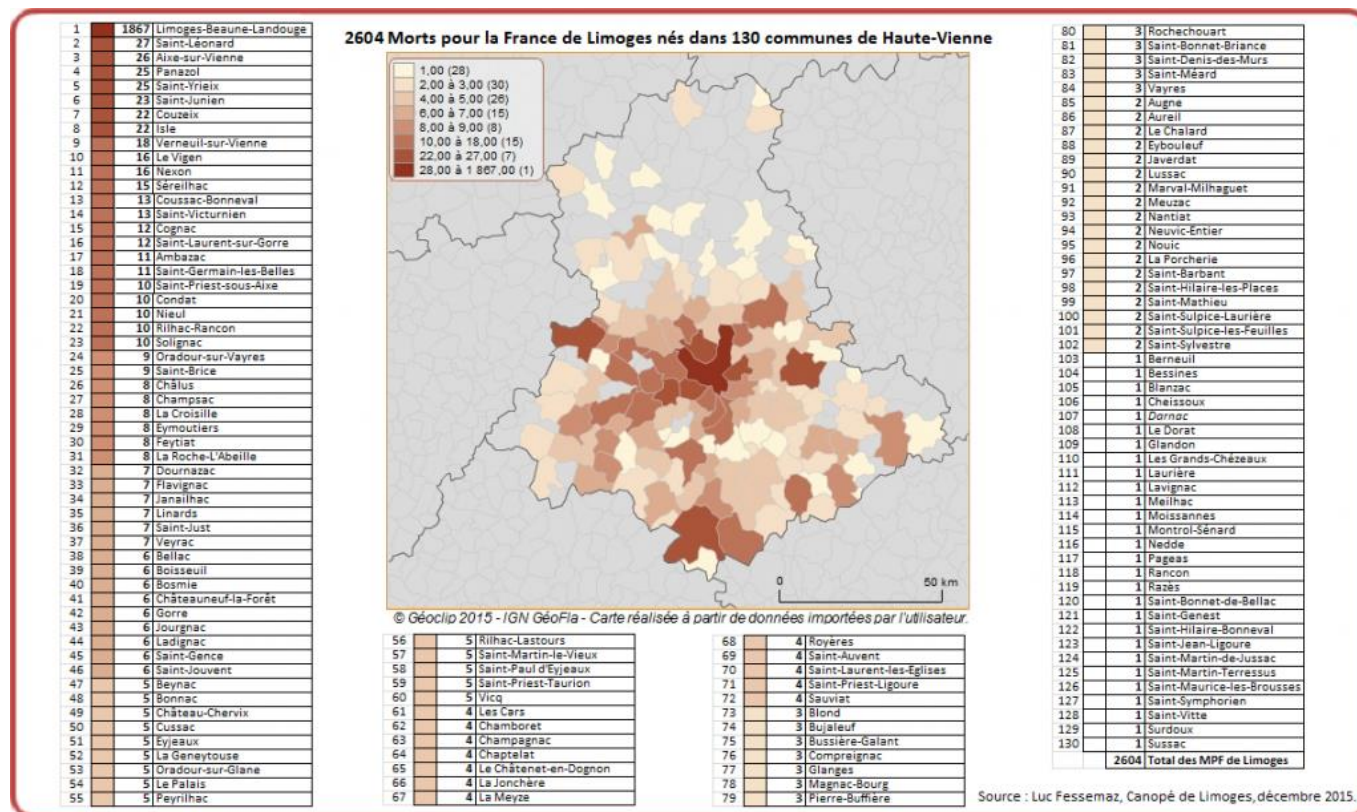 2604 Morts pour la France de Limoges nés dans 130 communes de Haute-Vienne
1 1867 Limoges-Beaune-Landouge
2 27 Saint-Léonard
3 26 Aixe-sur-Vienne
4 25 Panazol
5 25 Saint-Yrieix
6 23 Saint-Junien
7 22 Couzeix
8 22 Isle
9 18 Verneuil-sur-Vienne
10 16 Le Vigen
11 16 Nexon
12 15 Séreilhac
13 13 Coussac-Bonneval
14 13 Saint-Victurnien
15 12 Cognac
16 12 Saint-Laurent-sur-Gorre
17 11 Ambazac
18 11 Saint-Germain-les-Belles
19 10 Saint-Priest-sous-Aixe
20 10 Condat
21 10 Nieul
22 10 Rilhac-Rancon
23 10 Solignac
24 9 Oradour-sur-Vayres
25 9 Saint-Brice
26 8 Châlus
27 8 Champsac
28 8 La Croisille
29 8 Eymoutiers
30 8 Feytiat
31 8 La Roche-L'Abeille
32 7 Dournazac
33 7 Flavignac
34 7 Janailhac
35 7 Linards
36 7 Saint-Just
37 7 Veyrac
38 6 Bellac
39 6 Boisseuil
40 6 Bosmie
41 6 Châteauneuf-la-Forêt
42 6 Gorre
43 6 Jourgnac
44 6 Ladignac
45 6 Saint-Gence
46 6 Saint-Jouvent
47 5 Beynac
48 5 Bonnac
49 5 Château-Chervix
50 5 Cussac
51 5 Eyjeaux
52 5 La Geneytouse
53 5 Oradour-sur-Glane
54 5 Le Palais
55 5 Peyrilhac
1,00 (28)
2,00 à 3,00 (30)
4,00 à 5,00 (26)
6,00 à 7,00 (15)
8,00 à 9,00 (8)
10,00 à 18,00 (15)
22,00 à 27,00 (7)
28,00 à 1 867,00 (1)
0 50 km
© Géoclip 2015 - IGN GéoFla - Carte réalisée à partir de données importées par l'utilisateur.
56 5 Rilhac-Lastours
57 5 Saint-Martin-le-Vieux
58 5 Saint-Paul d'Eyjeaux
59 5 Saint-Priest-Taurion
60 5 Vicq
61 4 Les Cars
62 4 Chamboret
63 4 Champagnac
64 4 Chaptelat
65 4 Le Châtenet-en-Dognon
66 4 La Jonchère
67 4 La Meyze
68 4 Royères
69 4 Saint-Auvent
70 4 Saint-Laurent-les-Eglises
71 4 Saint-Priest-Ligoure
72 4 Sauviat
73 3 Blond
74 3 Bujaleuf
75 3 Bussière-Galant
76 3 Compreignac
77 3 Glanges
78 3 Magnac-Bourg
79 3 Pierre-Buffière
80 3 Rochechouart
81 3 Saint-Bonnet-Briance
82 3 Saint-Denis-des-Murs
83 3 Saint-Méard
84 3 Vayres
85 2 Augne
86 2 Aureil
87 2 Le Chalard
88 2 Eybouleuf
89 2 Javerdat
90 2 Lussac
91 2 Marval-Milhaguet
92 2 Meuzac
93 2 Nantiat
94 2 Neuvic-Entier
95 2 Nouic
96 2 La Porcherie
97 2 Saint-Barbant
98 2 Saint-Hilaire-les-Places
99 2 Saint-Mathieu
100 2 Saint-Sulpice-Laurière
101 2 Saint-Sulpice-les-Feuilles
102 2 Saint-Sylvestre
103 1 Berneuil
104 1 Bessines
105 1 Blanzac
106 1 Cheissoux
107 1 Darnac
108 1 Le Dorat
109 1 Glandon
110 1 Les Grands-Chézeaux
111 1 Laurière
112 1 Lavignac
113 1 Meilhac
114 1 Moissannes
115 1 Montrol-Sénard
116 1 Nedde
117 1 Pageas
118 1 Rancon
119 1 Razès
120 1 Saint-Bonnet-de-Bellac
121 1 Saint-Genest
122 1 Saint-Hilaire-Bonneval
123 1 Saint-Jean-Ligoure
124 1 Saint-Martin-de-Jussac
125 1 Saint-Martin-Terressus
126 1 Saint-Maurice-les-Brousses
127 1 Saint-Symphorien
128 1 Saint-Vitte
129 1 Surdoux
130 1 Sussac
2604 Total des MPF de Limoges
Source : Luc Fessemaz, Canopé de Limoges, décembre 2015.